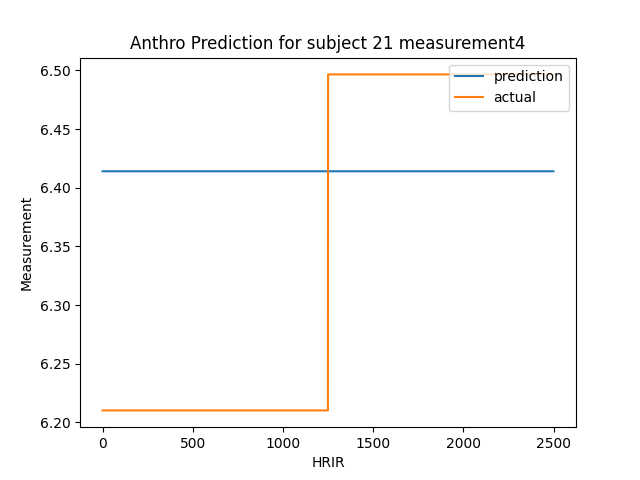 Anthro Prediction for subject 21 measurement4
prediction
actual
6.50
6.45
6.40
6.35
6.30
6.25
6.20
Measurement
0 500 1000 1500 2000 2500
HRIR